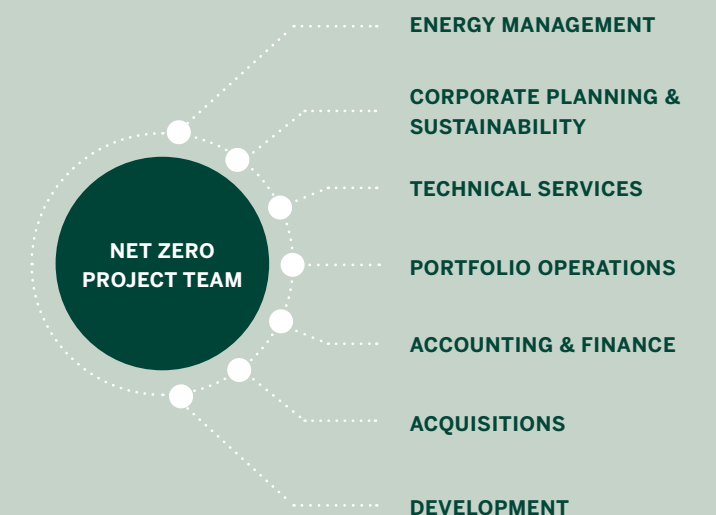 ENERGY MANAGEMENT
CORPORATE PLANNING &
SUSTAINABILITY
TECHNICAL SERVICES
NET ZERO
PROJECT TEAM
PORTFOLIO OPERATIONS
ACCOUNTING & FINANCE
ACQUISITIONS
DEVELOPMENT